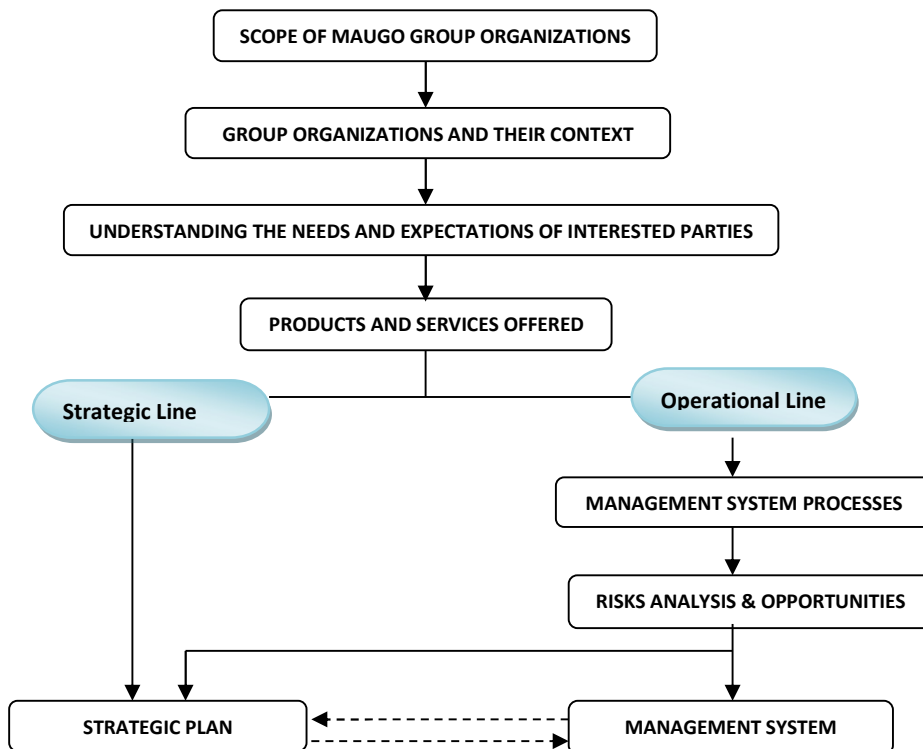 SCOPE OF MAUGO GROUP ORGANIZATIONS
GROUP ORGANIZATIONS AND THEIR CONTEXT
UNDERSTANDING THE NEEDS AND EXPECTATIONS OF INTERESTED PARTIES
PRODUCTS AND SERVICES OFFERED
Strategic Line
Operational Line
MANAGEMENT SYSTEM PROCESSES
RISKS ANALYSIS & OPPORTUNITIES
STRATEGIC PLAN
MANAGEMENT SYSTEM